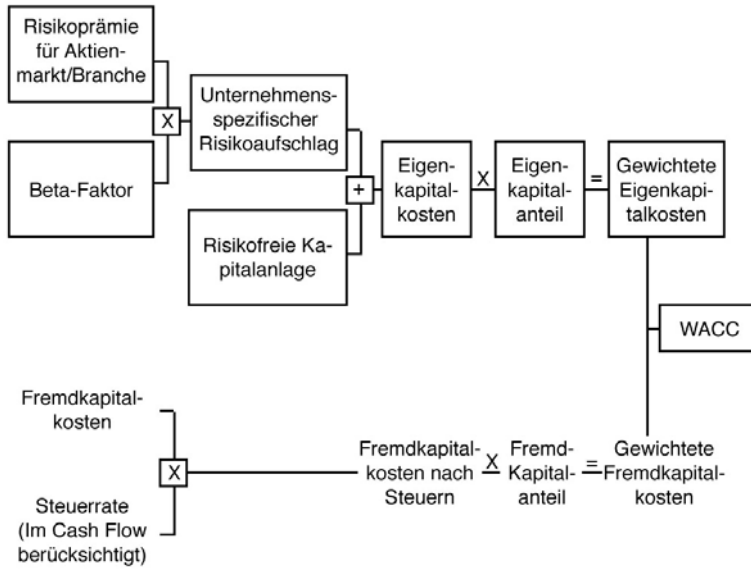 Risikoprämie
für Aktien-
markt/Branche
X
Beta-Faktor
Unternehmens-
spezifischer
Risikoaufschlag
+
Risikofreie Ka-
pitalanlage
Eigen-
kapital-
kosten
X
Eigen-
kapital-
anteil
=
Gewichtete
Eigenkapi-
talkosten
WACC
Fremdkapital-
kosten
X
Steuerrate
(Im Cash Flow
berücksichtigt)
Fremdkapital-
kosten nach
Steuern
X
Fremd-
Kapital-
anteil
=
Gewichtete
Fremdkapital-
kosten